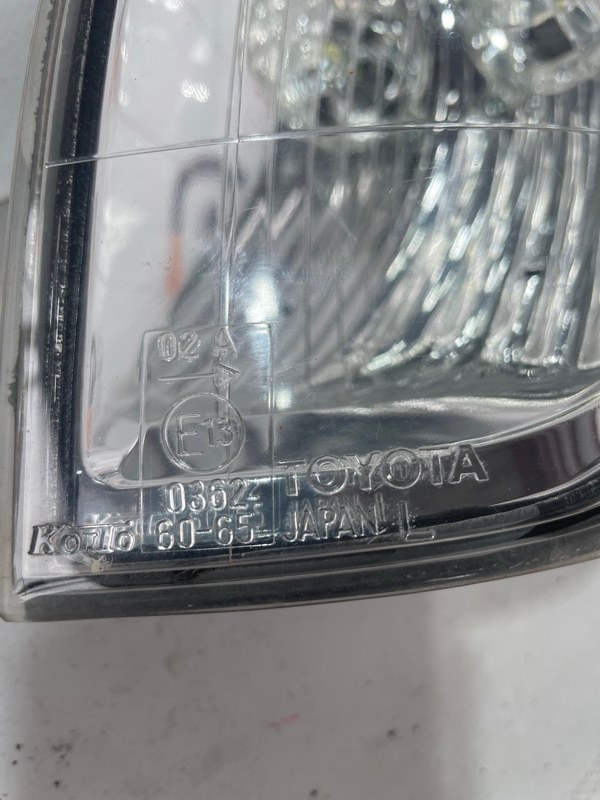 02 A
E13
0362 TOYOTA
Koito 60-65 JAPAN L